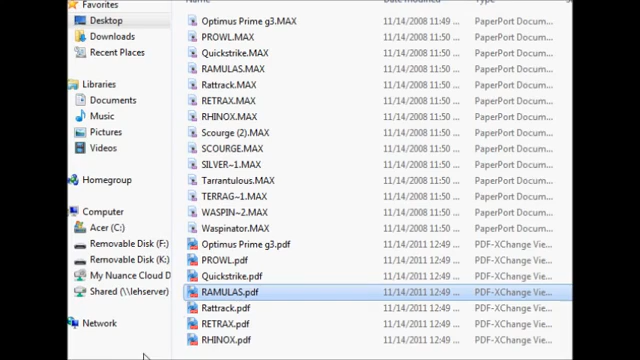 Favorites
Desktop
Downloads
Recent Places
Libraries
Documents
Music
Pictures
Videos
Homegroup
Computer
Acer (C:)
Removable Disk (F:)
Removable Disk (K:)
My Nuance Cloud D
Shared (\\lehserver)
Network
Name Date modified Type
Optimus Prime g3.MAX 11/14/2008 11:49 ... PaperPort Docum...
PROWL.MAX 11/14/2008 11:50 ... PaperPort Docum...
Quickstrike.MAX 11/14/2008 11:50 ... PaperPort Docum...
RAMULAS.MAX 11/14/2008 11:50 ... PaperPort Docum...
Rattrack.MAX 11/14/2008 11:50 ... PaperPort Docum...
RETRAX.MAX 11/14/2008 11:50 ... PaperPort Docum...
RHINOX.MAX 11/14/2008 11:50 ... PaperPort Docum...
Scourge (2).MAX 11/14/2008 11:50 ... PaperPort Docum...
SCOURGE.MAX 11/14/2008 11:50 ... PaperPort Docum...
SILVER~1.MAX 11/14/2008 11:50 ... PaperPort Docum...
Tarrantulous.MAX 11/14/2008 11:50 ... PaperPort Docum...
TERRAG~1.MAX 11/14/2008 11:50 ... PaperPort Docum...
WASPIN~2.MAX 11/14/2008 11:50 ... PaperPort Docum...
Waspinator.MAX 11/14/2008 11:50 ... PaperPort Docum...
Optimus Prime g3.pdf 11/14/2011 12:49 ... PDF-XChange Vie...
PROWL.pdf 11/14/2011 12:49 ... PDF-XChange Vie...
Quickstrike.pdf 11/14/2011 12:49 ... PDF-XChange Vie...
RAMULAS.pdf 11/14/2011 12:49 ... PDF-XChange Vie...
Rattrack.pdf 11/14/2011 12:49 ... PDF-XChange Vie...
RETRAX.pdf 11/14/2011 12:49 ... PDF-XChange Vie...
RHINOX.pdf 11/14/2011 12:49 ... PDF-XChange Vie...